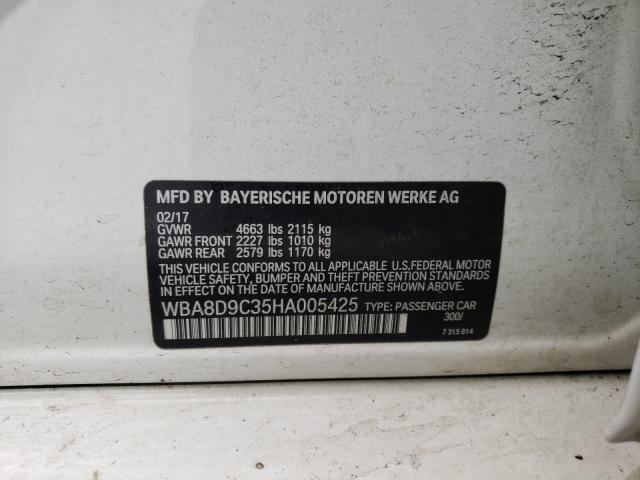 MFD BY BAYERISCHE MOTOREN WERKE AG
02/17
GVWR 4663 lbs 2115 kg
GAWR FRONT 2227 lbs 1010 kg
GAWR REAR 2579 lbs 1170 kg
THIS VEHICLE CONFORMS TO ALL APPLICABLE U.S.FEDERAL MOTOR
VEHICLE SAFETY, BUMPER, AND THEFT PREVENTION STANDARDS
IN EFFECT ON THE DATE OF MANUFACTURE SHOWN ABOVE.
WBA8D9C35HA005425 TYPE: PASSENGER CAR
300/
7 315 814